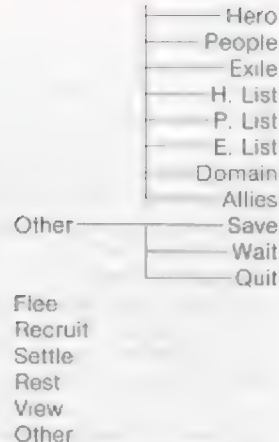 Hero
People
Exile
H. List
P. List
E. List
Domain
Allies
Other Save
Wait
Quit
Flee
Recruit
Settle
Rest
View
Other